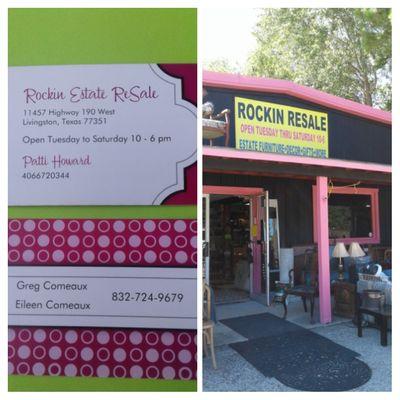 Rockin Estate ReSale
11457 Highway 190 West
Livingston, Texas 77351
Open Tuesday to Saturday 10 - 6 pm
Patti Howard
4066720344
Greg Comeaux
Eileen Comeaux
832-724-9679
ROCKIN RESALE
OPEN TUESDAY THRU SATURDAY 10-6
ESTATE FURNITURE•DECOR•GIFTS•MORE